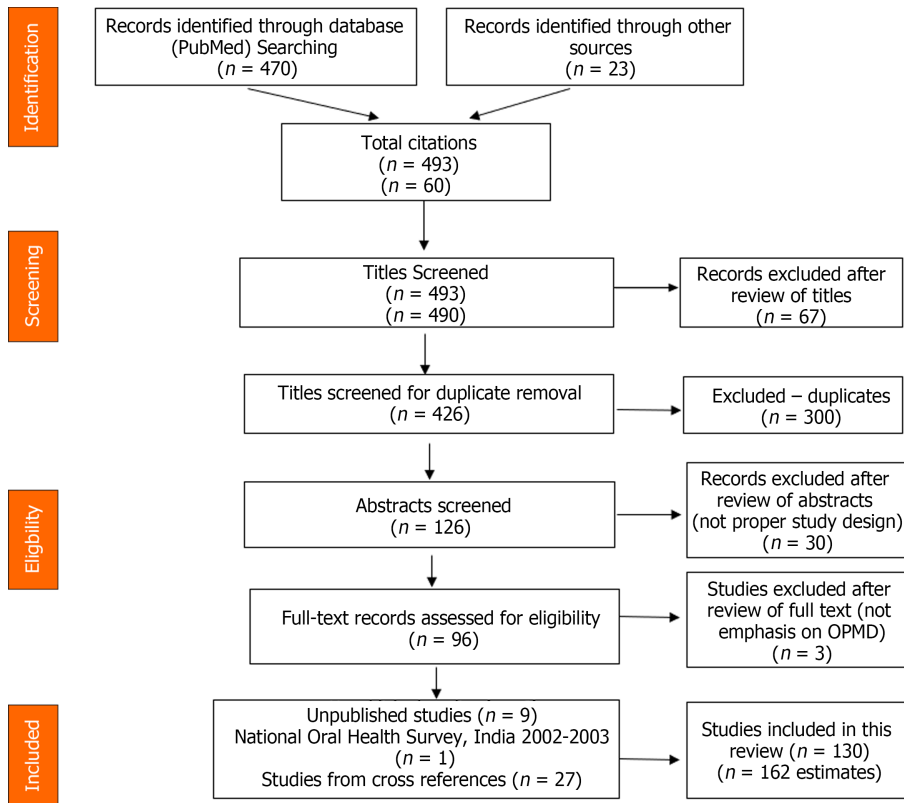 Identification
Records identified through database
(PubMed) Searching
(n = 470)
Records identified through other
sources
(n = 23)
Total citations
(n = 493)
(n = 60)
Screening
Titles Screened
(n = 493)
(n = 490)
Records excluded after
review of titles
(n = 67)
Titles screened for duplicate removal
(n = 426)
Excluded – duplicates
(n = 300)
Eligbility
Abstracts screened
(n = 126)
Records excluded after
review of abstracts
(not proper study design)
(n = 30)
Full-text records assessed for eligibility
(n = 96)
Studies excluded after
review of full text (not
emphasis on OPMD)
(n = 3)
Included
Unpublished studies (n = 9)
National Oral Health Survey, India 2002-2003
(n = 1)
Studies from cross references (n = 27)
Studies included in this
review (n = 130)
(n = 162 estimates)